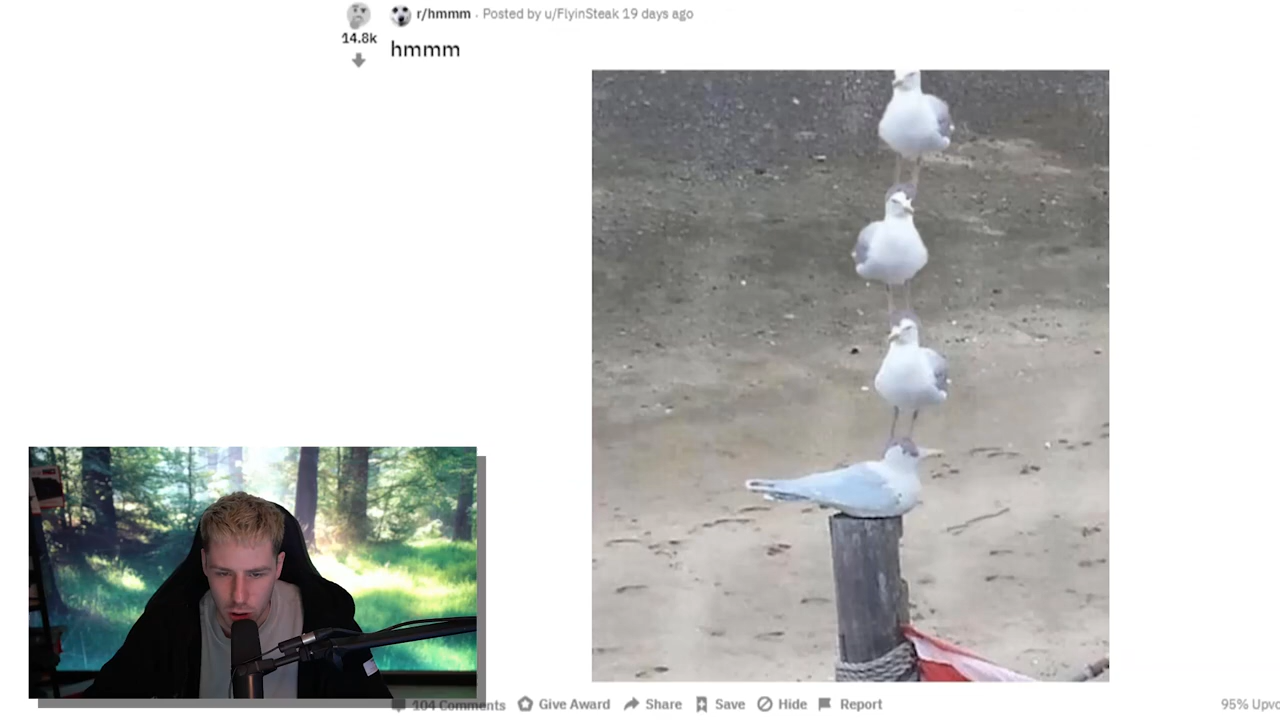 r/hmmm · Posted by u/FlyinSteak 19 days ago
14.8k
hmmm
104 Comments Give Award Share Save Hide Report
95% Upvo